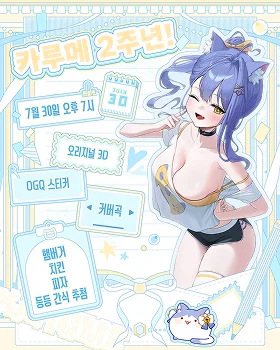 카루메 2주년!
7월 30일 오후 7시
3D
오리지널 3D
OGQ 스티커
커버곡
햄버거
치킨
피자
등등 간식 추첨